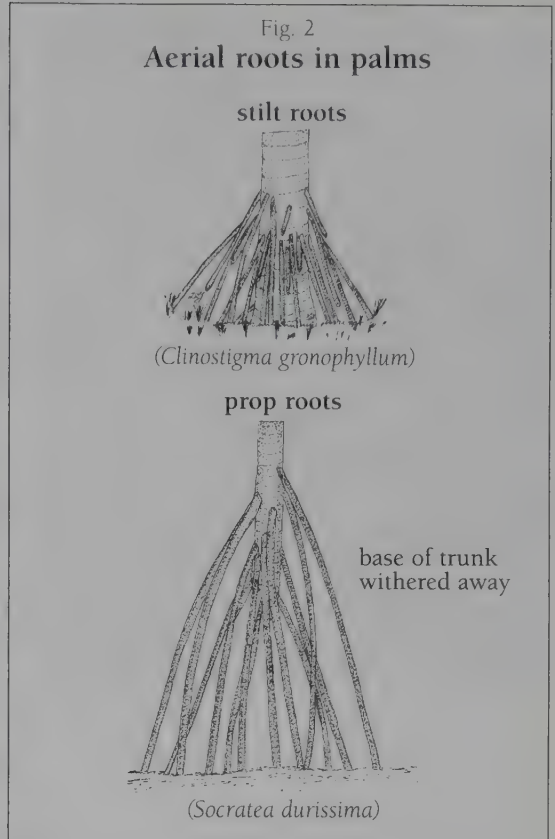 Fig. 2
Aerial roots in palms
stilt roots
(Clinostigma gronophyllum)
prop roots
base of trunk
withered away
(Socratea durissima)